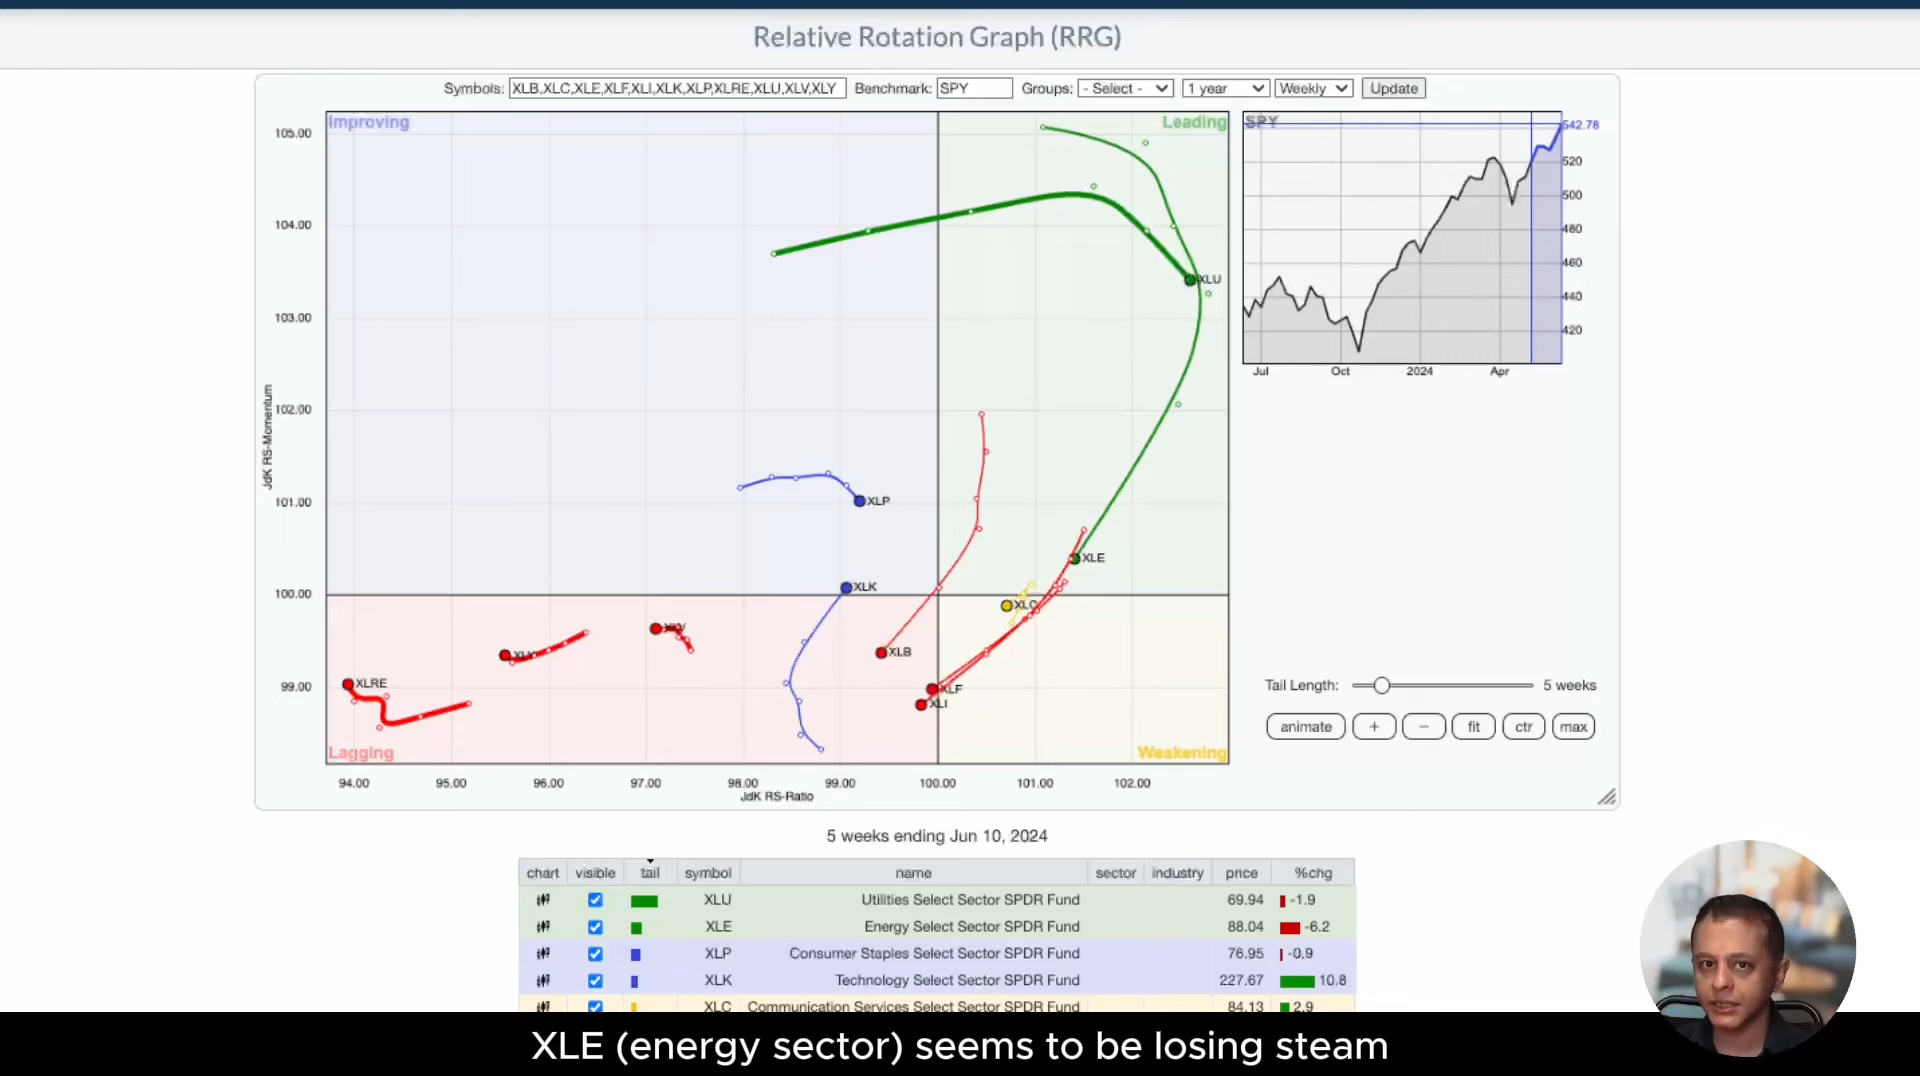 Relative Rotation Graph (RRG)
Symbols: XLB,XLC,XLE,XLF,XLI,XLK,XLP,XLRE,XLU,XLV,XLY Benchmark: SPY Groups: - Select - 1 year Weekly Update
Improving
Leading
105.00
104.00
103.00
102.00
101.00
100.00
99.00
JdK RS-Momentum
XLU
XLP
XLE
XLK
XLC
XLV
XLY
XLB
XLRE
XLF
XLI
Lagging
Weakening
94.00 95.00 96.00 97.00 98.00 99.00 100.00 101.00 102.00
JdK RS-Ratio
SPY
542.78
520
500
480
460
440
420
Jul Oct 2024 Apr
Tail Length: 5 weeks
animate + − fit ctr max
5 weeks ending Jun 10, 2024
chart visible tail symbol name sector industry price %chg
XLU Utilities Select Sector SPDR Fund 69.94 -1.9
XLE Energy Select Sector SPDR Fund 88.04 -6.2
XLP Consumer Staples Select Sector SPDR Fund 76.95 -0.9
XLK Technology Select Sector SPDR Fund 227.67 10.8
XLC Communication Services Select Sector SPDR Fund 84.13 2.9
XLE (energy sector) seems to be losing steam